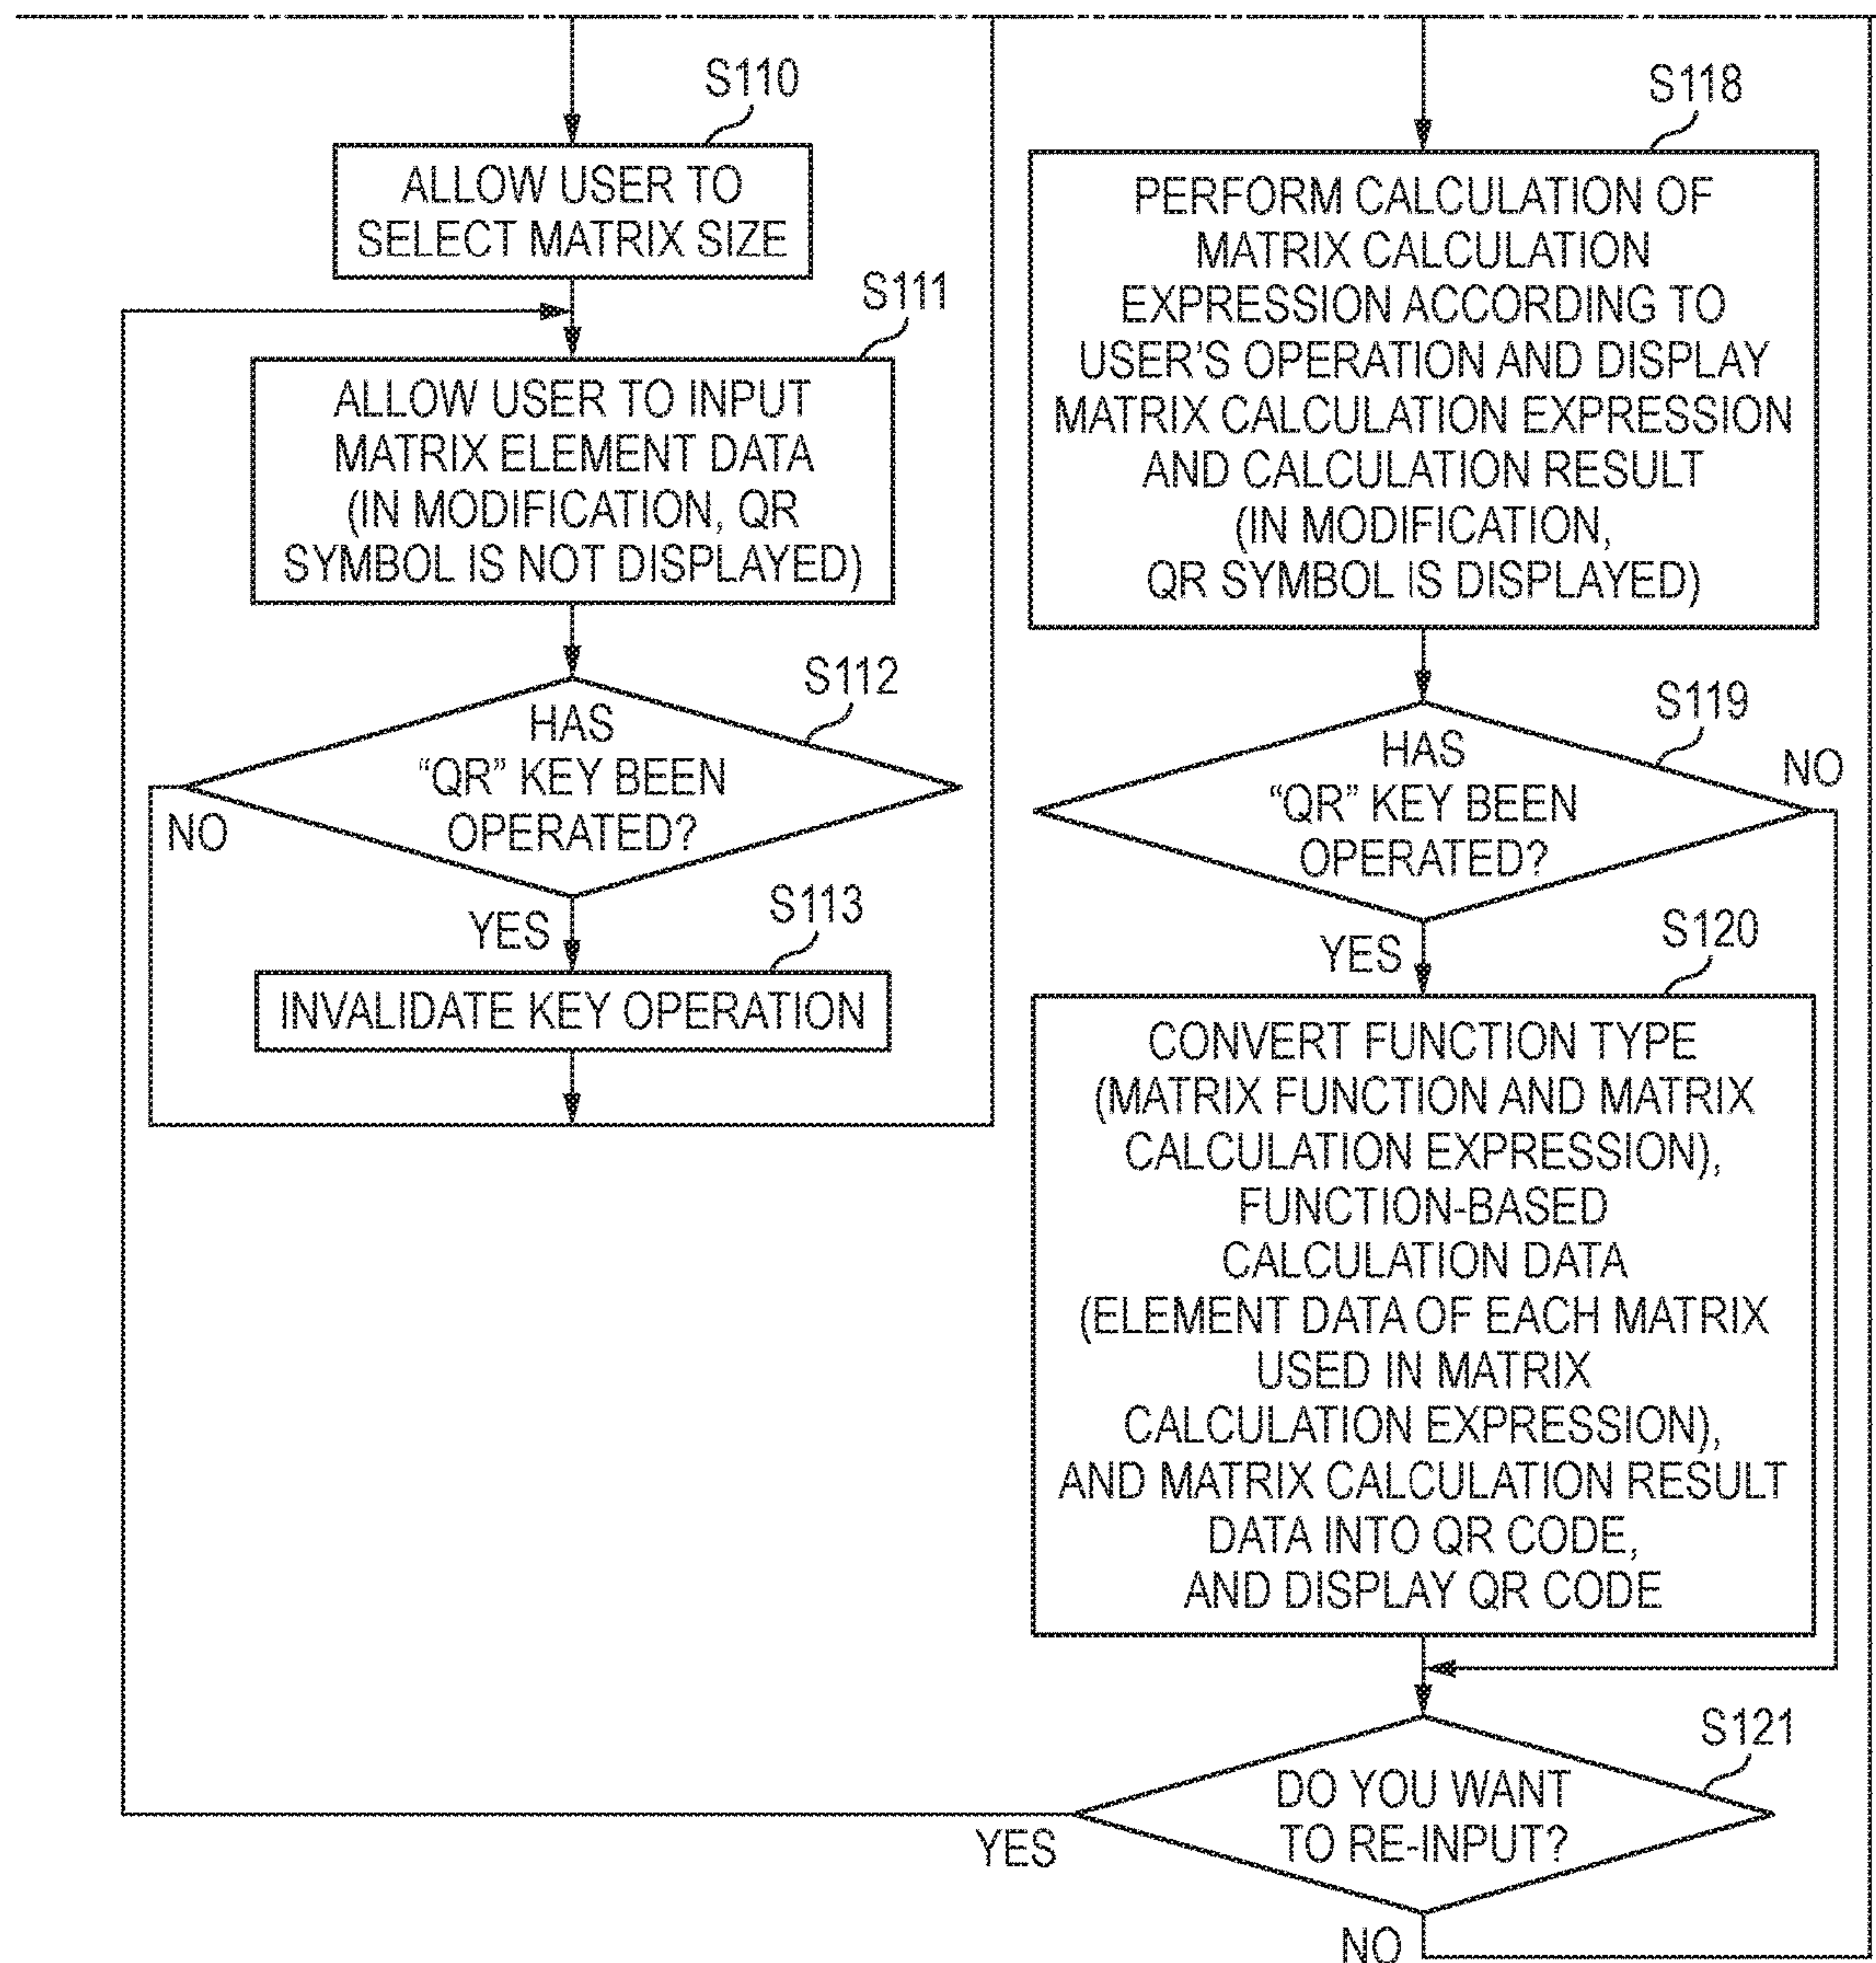 S110
ALLOW USER TO
SELECT MATRIX SIZE
S111
ALLOW USER TO INPUT
MATRIX ELEMENT DATA
(IN MODIFICATION, QR
SYMBOL IS NOT DISPLAYED)
S112
HAS
“QR” KEY BEEN
OPERATED?
NO
YES
S113
INVALIDATE KEY OPERATION
S118
PERFORM CALCULATION OF
MATRIX CALCULATION
EXPRESSION ACCORDING TO
USER'S OPERATION AND DISPLAY
MATRIX CALCULATION EXPRESSION
AND CALCULATION RESULT
(IN MODIFICATION,
QR SYMBOL IS DISPLAYED)
S119
HAS
“QR” KEY BEEN
OPERATED?
NO
YES
S120
CONVERT FUNCTION TYPE
(MATRIX FUNCTION AND MATRIX
CALCULATION EXPRESSION),
FUNCTION-BASED
CALCULATION DATA
(ELEMENT DATA OF EACH MATRIX
USED IN MATRIX
CALCULATION EXPRESSION),
AND MATRIX CALCULATION RESULT
DATA INTO QR CODE,
AND DISPLAY QR CODE
S121
DO YOU WANT
TO RE-INPUT?
YES
NO